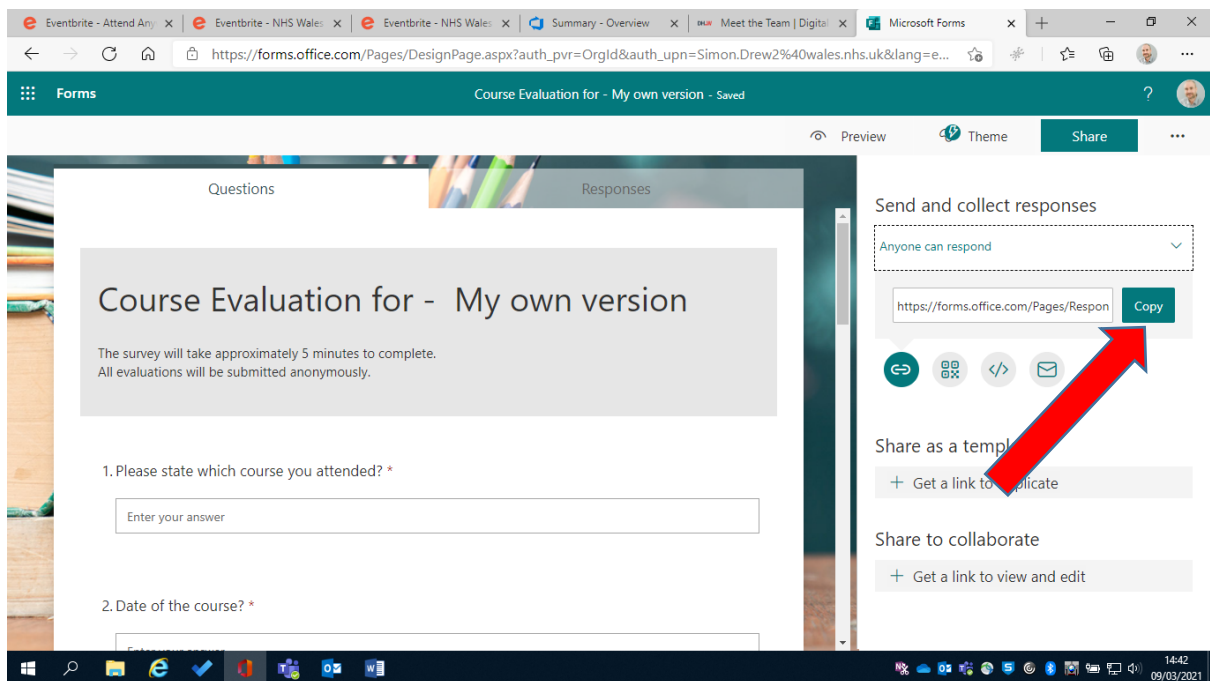 Eventbrite - Attend Any
Eventbrite - NHS Wales
Eventbrite - NHS Wales
Summary - Overview
Meet the Team | Digital
Microsoft Forms
https://forms.office.com/Pages/DesignPage.aspx?auth_pvr=OrgId&auth_upn=Simon.Drew2%40wales.nhs.uk&lang=e...
Forms
Course Evaluation for - My own version - Saved
?
Preview
Theme
Share
Questions
Responses
Send and collect responses
Anyone can respond
https://forms.office.com/Pages/Respon
Copy
Course Evaluation for - My own version
The survey will take approximately 5 minutes to complete.
All evaluations will be submitted anonymously.
Share as a templ
+ Get a link to plicate
1. Please state which course you attended? *
Enter your answer
Share to collaborate
+ Get a link to view and edit
2. Date of the course? *
Enter your answer
14:42
09/03/2021